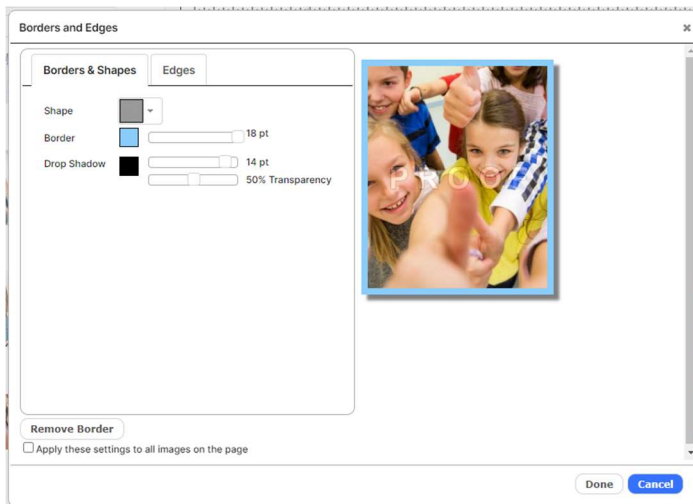 Borders and Edges
Borders & Shapes
Edges
Shape
Border
18 pt
Drop Shadow
14 pt
50% Transparency
PRO
Remove Border
Apply these settings to all images on the page
Done
Cancel